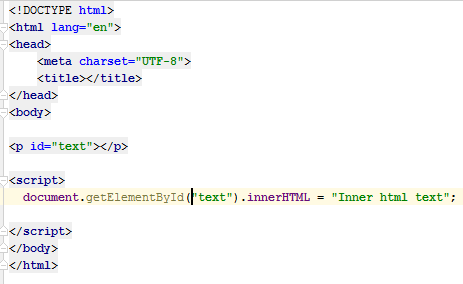 <!DOCTYPE html>
<html lang="en">
<head>
    <meta charset="UTF-8">
    <title></title>
</head>
<body>

<p id="text"></p>

<script>
  document.getElementById("text").innerHTML = "Inner html text";

</script>
</body>
</html>